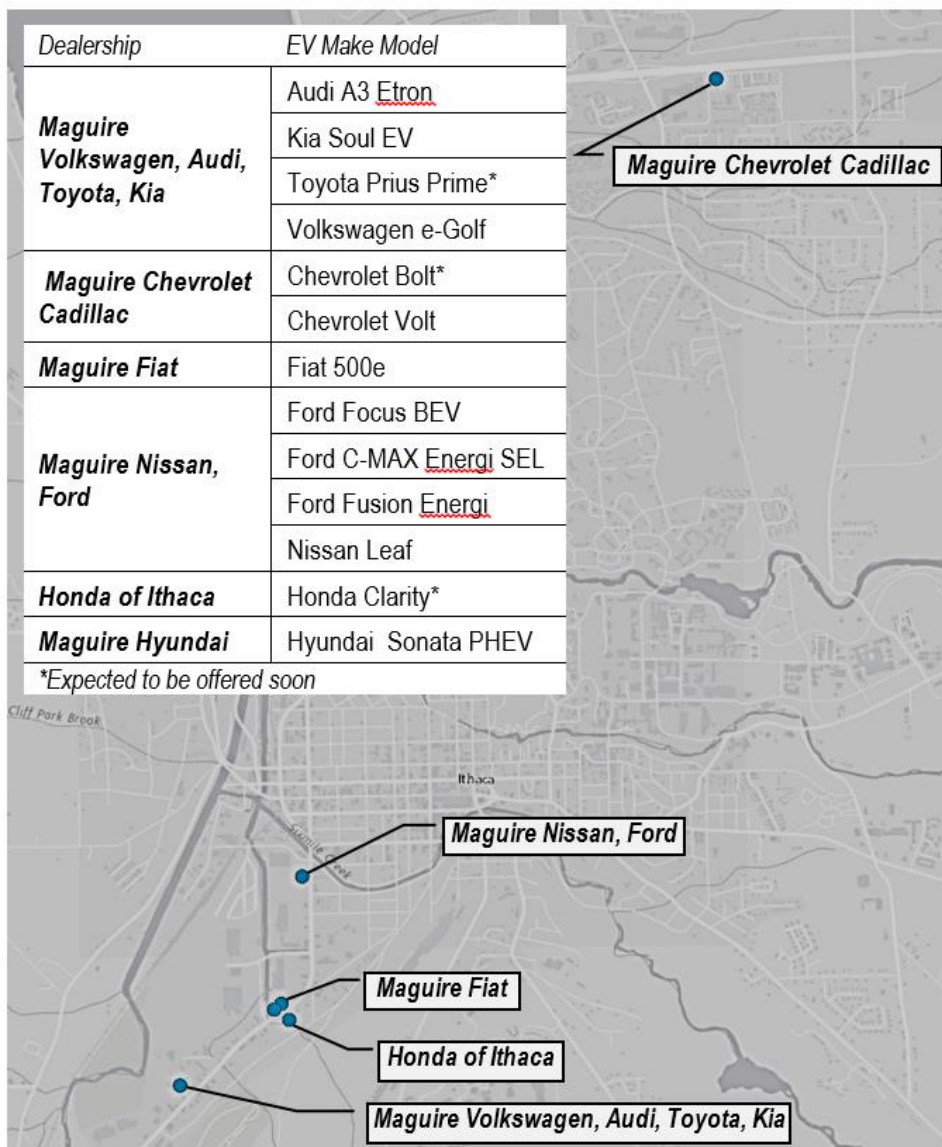 Dealership EV Make Model
Maguire
Volkswagen, Audi,
Toyota, Kia
Audi A3 Etron
Kia Soul EV
Toyota Prius Prime*
Volkswagen e-Golf
Maguire Chevrolet
Cadillac
Chevrolet Bolt*
Chevrolet Volt
Maguire Fiat Fiat 500e
Maguire Nissan,
Ford
Ford Focus BEV
Ford C-MAX Energi SEL
Ford Fusion Energi
Nissan Leaf
Honda of Ithaca Honda Clarity*
Maguire Hyundai Hyundai Sonata PHEV
*Expected to be offered soon
Maguire Chevrolet Cadillac
Cliff Park Brook
Ithaca
Sixmile Creek
Maguire Nissan, Ford
Maguire Fiat
Honda of Ithaca
Maguire Volkswagen, Audi, Toyota, Kia